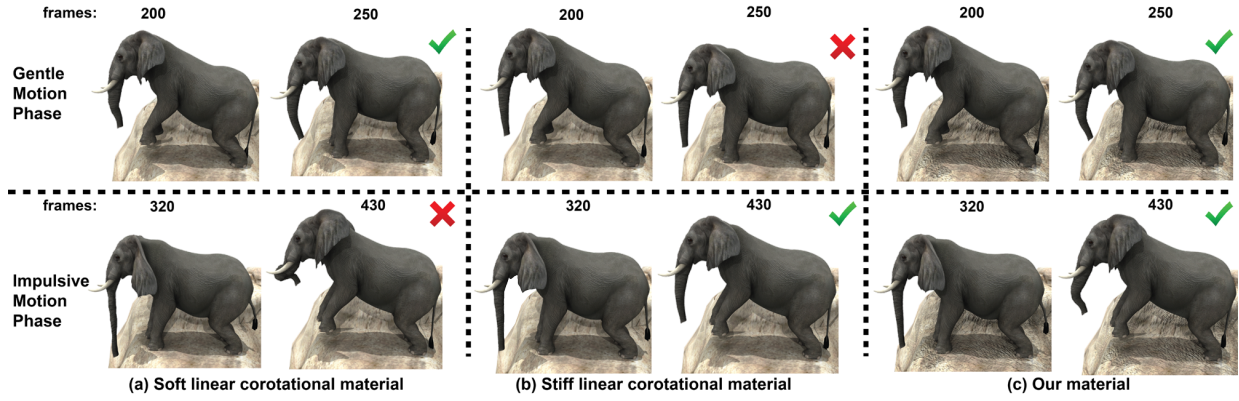 frames: 200 250 200 250 200 250
Gentle
Motion
Phase
frames: 320 430 320 430 320 430
Impulsive
Motion
Phase
(a) Soft linear corotational material (b) Stiff linear corotational material (c) Our material